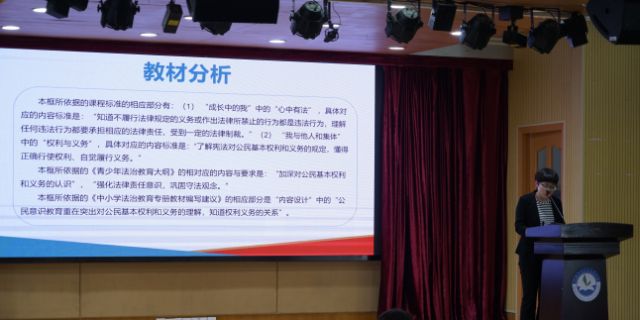 教材分析
本框所依据的课程标准的相应部分有：（1）“成长中的我”中的“心中有法”，具体对
应的内容标准是：“知道不履行法律规定的义务或作出法律所禁止的行为都是违法行为，理解
任何违法行为都要承担相应的法律责任，受到一定的法律制裁。”（2）“我与他人和集体”
中的“权利与义务”，具体对应的内容标准是：“了解宪法对公民基本权利和义务的规定，懂得
正确行使权利、自觉履行义务。”
本框所依据的《青少年法治教育大纲》的相对应的内容与要求是：“加深对公民基本权利
和义务的认识”，“强化法律责任意识，巩固守法观念。”
本框所依据的《中小学法治教育专册教材编写建议》的相应部分是“内容设计”中的“公
民意识教育重在突出对公民基本权利和义务的理解，知道权利义务的关系”。